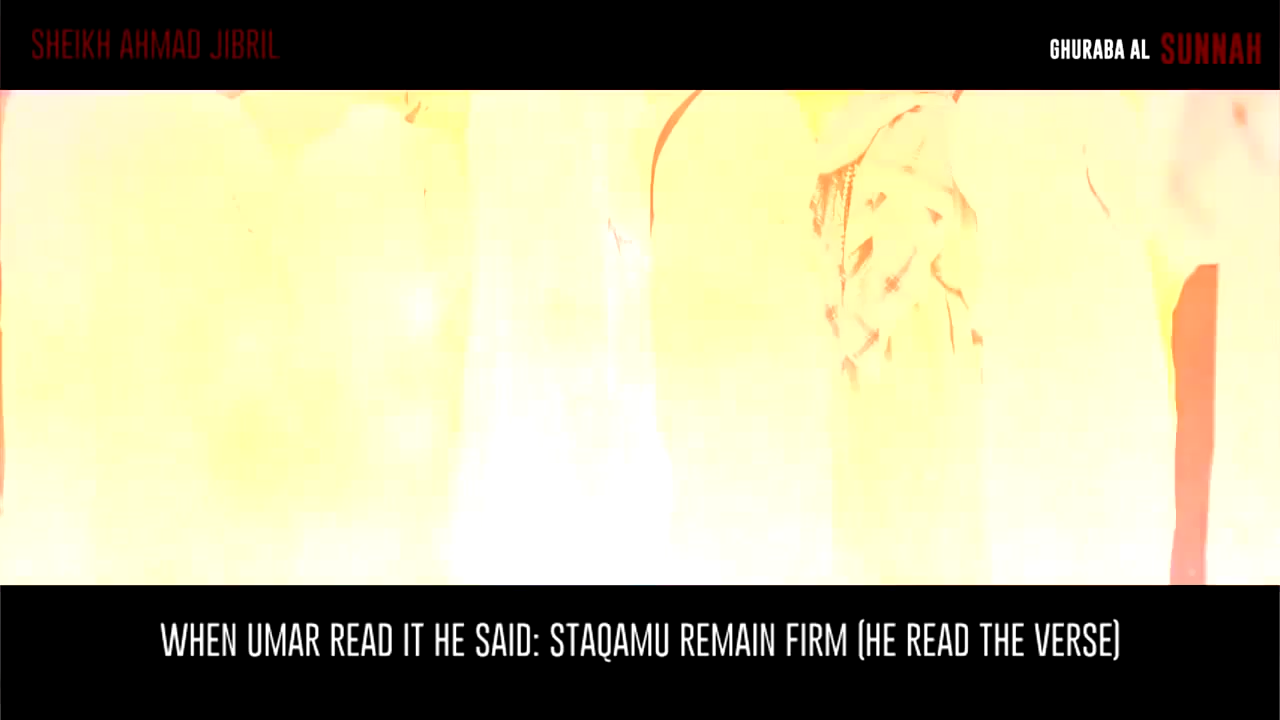 SHEIKH AHMAD JIBRIL
GHURABA AL SUNNAH
WHEN UMAR READ IT HE SAID: STAQAMU REMAIN FIRM (HE READ THE VERSE)